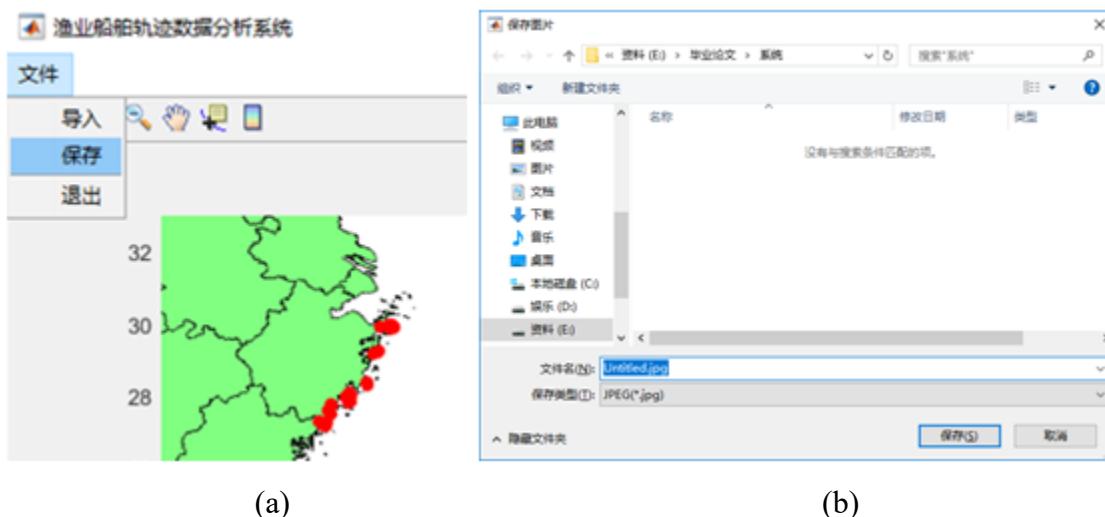 渔业船舶轨迹数据分析系统
文件
导入
保存
退出
32
30
28
(a)
保存图片
« 资料 (E:) › 毕业论文 › 系统
搜索"系统"
组织
新建文件夹
此电脑
视频
图片
文档
下载
音乐
桌面
本地磁盘 (C:)
娱乐 (D:)
资料 (E:)
名称
修改日期
类型
没有与搜索条件匹配的项。
文件名(N):
Untitled.jpg
保存类型(T):
JPEG(*.jpg)
隐藏文件夹
保存(S)
取消
(b)